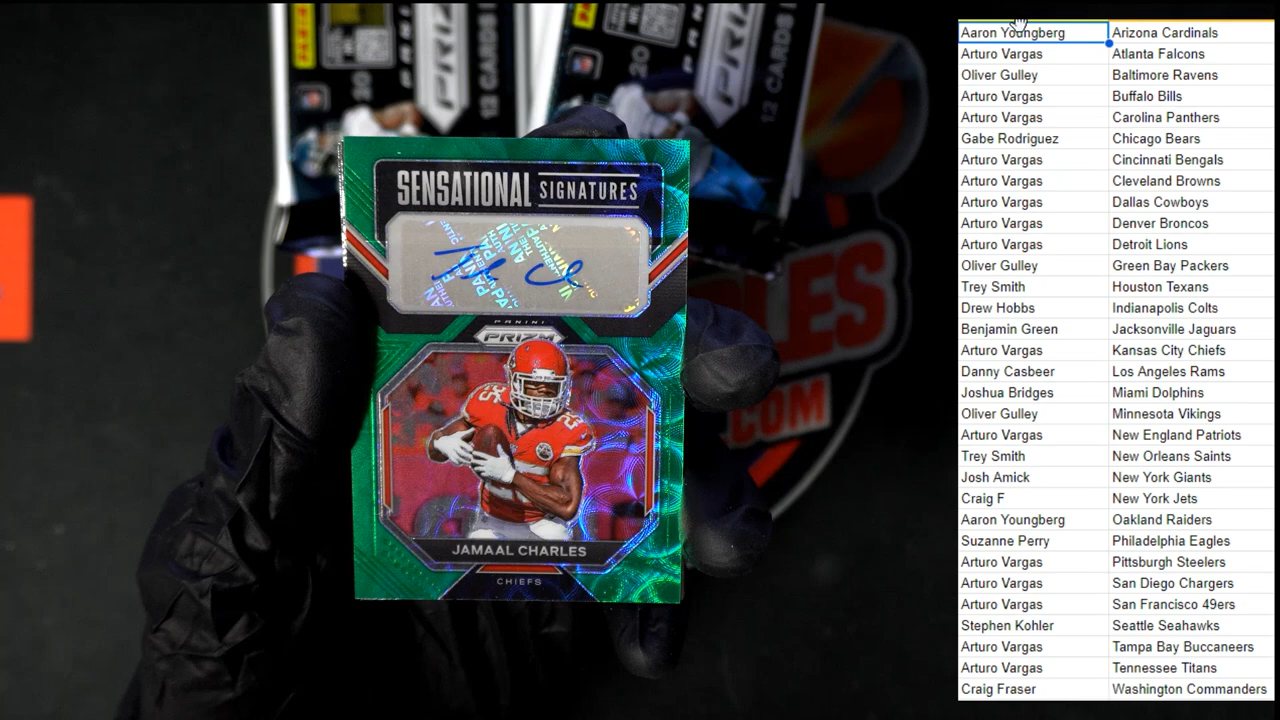 SENSATIONAL SIGNATURES
PANINI
PRIZM
25
JAMAAL CHARLES
CHIEFS
PRIZM
12 CARDS
20
.COM
Aaron Youngberg Arizona Cardinals
Arturo Vargas Atlanta Falcons
Oliver Gulley Baltimore Ravens
Arturo Vargas Buffalo Bills
Arturo Vargas Carolina Panthers
Gabe Rodriguez Chicago Bears
Arturo Vargas Cincinnati Bengals
Arturo Vargas Cleveland Browns
Arturo Vargas Dallas Cowboys
Arturo Vargas Denver Broncos
Arturo Vargas Detroit Lions
Oliver Gulley Green Bay Packers
Trey Smith Houston Texans
Drew Hobbs Indianapolis Colts
Benjamin Green Jacksonville Jaguars
Arturo Vargas Kansas City Chiefs
Danny Casbeer Los Angeles Rams
Joshua Bridges Miami Dolphins
Oliver Gulley Minnesota Vikings
Arturo Vargas New England Patriots
Trey Smith New Orleans Saints
Josh Amick New York Giants
Craig F New York Jets
Aaron Youngberg Oakland Raiders
Suzanne Perry Philadelphia Eagles
Arturo Vargas Pittsburgh Steelers
Arturo Vargas San Diego Chargers
Arturo Vargas San Francisco 49ers
Stephen Kohler Seattle Seahawks
Arturo Vargas Tampa Bay Buccaneers
Arturo Vargas Tennessee Titans
Craig Fraser Washington Commanders